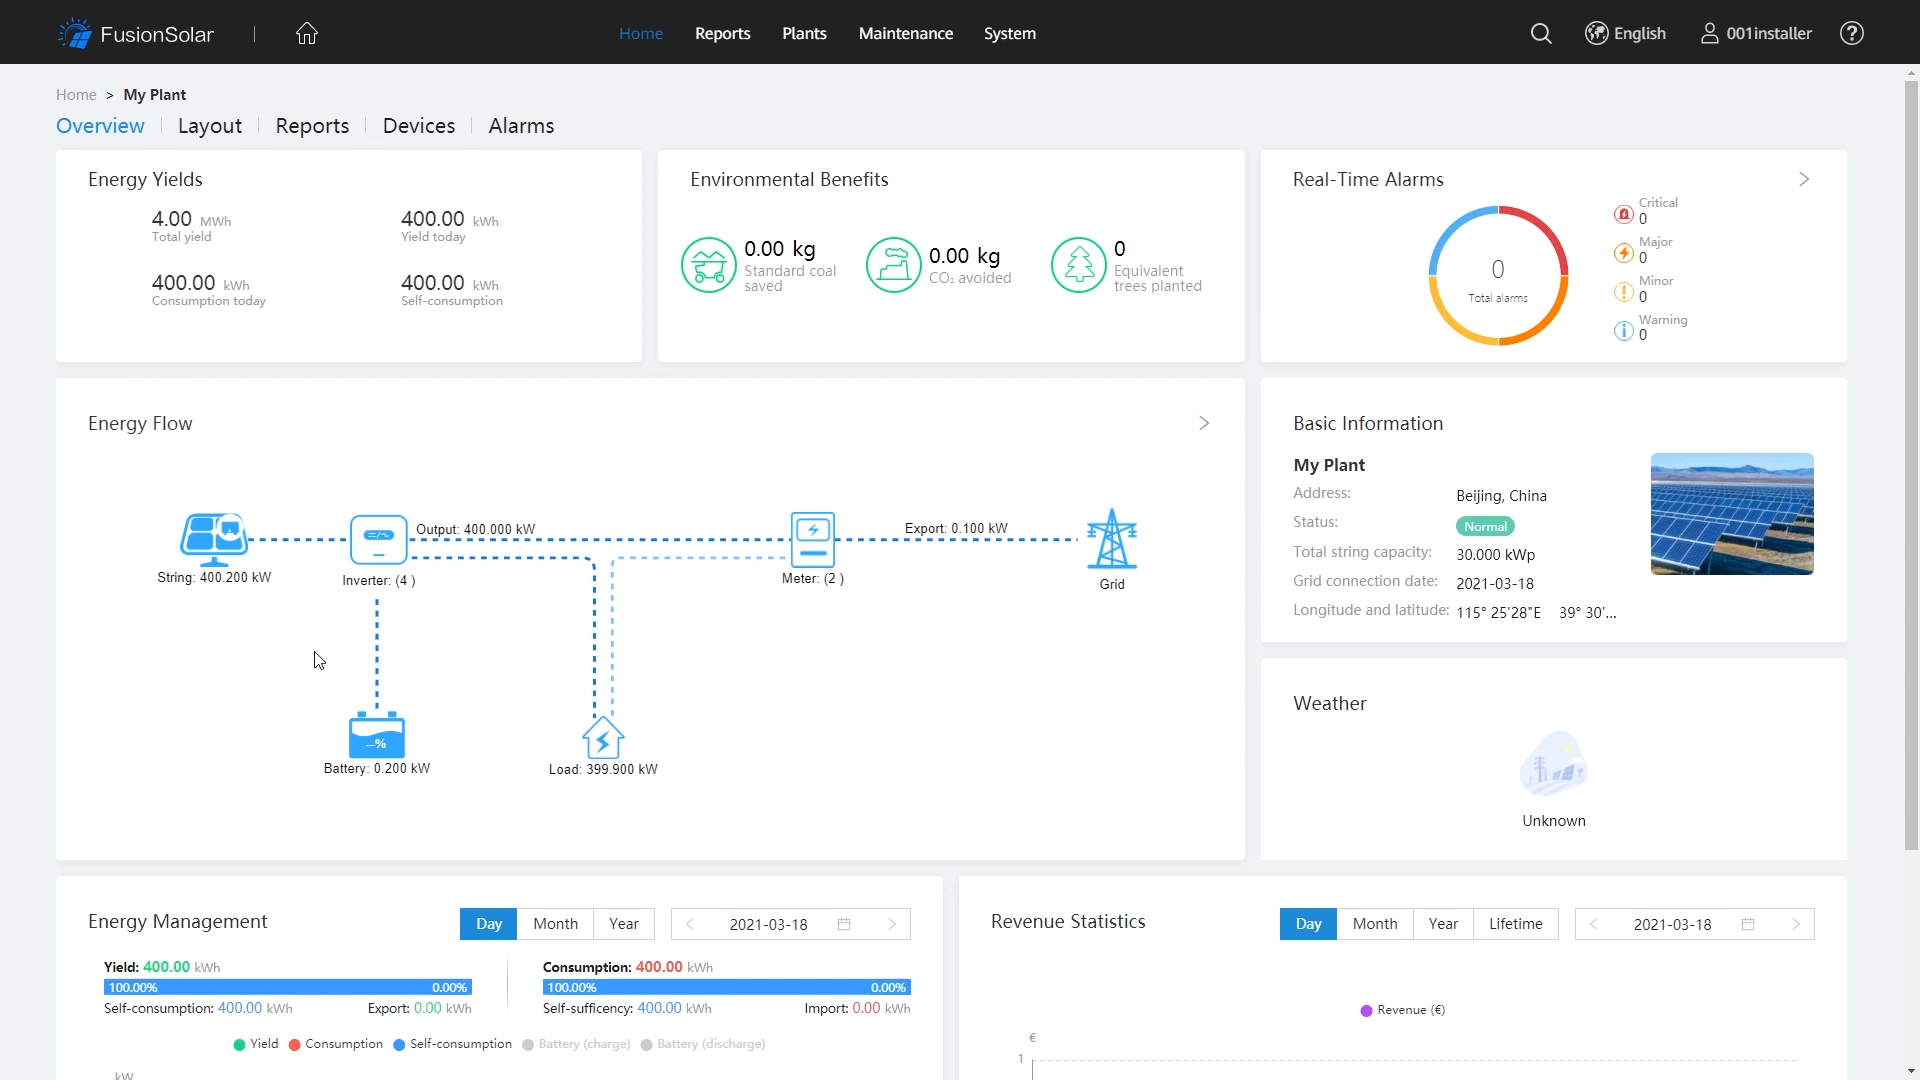 FusionSolar
Home Reports Plants Maintenance System
English 001installer ?
Home > My Plant
Overview Layout Reports Devices Alarms
Energy Yields
4.00 MWh
Total yield
400.00 kWh
Yield today
400.00 kWh
Consumption today
400.00 kWh
Self-consumption
Environmental Benefits
0.00 kg
Standard coal
saved
0.00 kg
CO₂ avoided
0
Equivalent
trees planted
Real-Time Alarms
0
Total alarms
Critical
0
Major
0
Minor
0
Warning
0
Energy Flow
String: 400.200 kW
Inverter: (4 )
Output: 400.000 kW
Meter: (2 )
Export: 0.100 kW
Grid
--%
Battery: 0.200 kW
Load: 399.900 kW
Basic Information
My Plant
Address: Beijing, China
Status: Normal
Total string capacity: 30.000 kWp
Grid connection date: 2021-03-18
Longitude and latitude: 115° 25'28"E 39° 30'...
Weather
Unknown
Energy Management
Day Month Year
< 2021-03-18 >
Yield: 400.00 kWh
100.00% 0.00%
Self-consumption: 400.00 kWh Export: 0.00 kWh
Consumption: 400.00 kWh
100.00% 0.00%
Self-sufficency: 400.00 kWh Import: 0.00 kWh
Yield Consumption Self-consumption Battery (charge) Battery (discharge)
kW
Revenue Statistics
Day Month Year Lifetime
< 2021-03-18 >
Revenue (€)
€
1